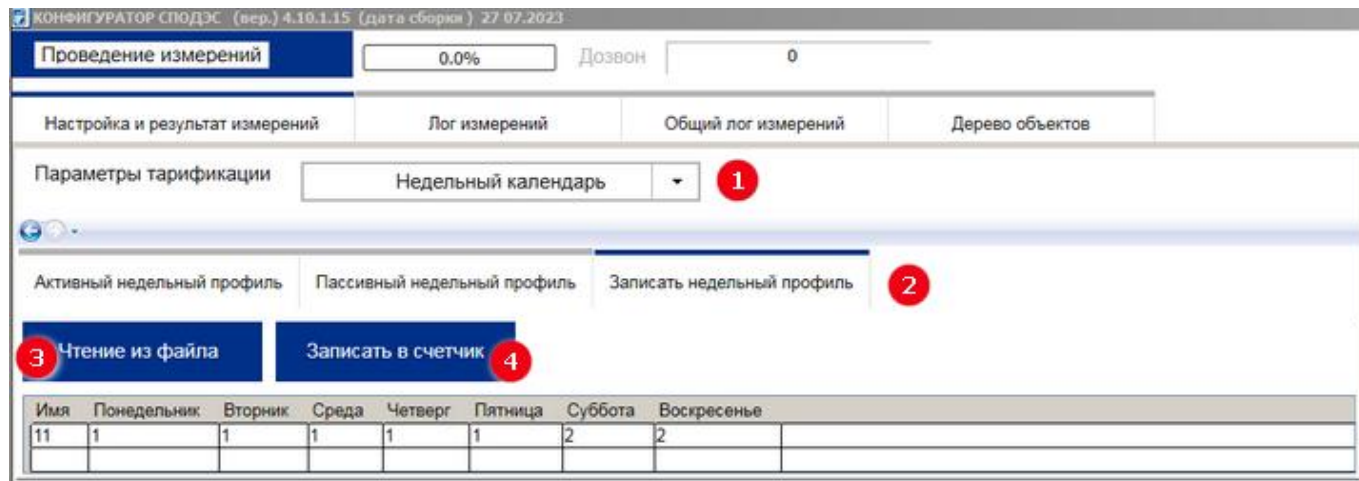 КОНФИГУРАТОР СПОДЭС (вер.) 4.10.1.15 (дата сборки ) 27 07.2023
Проведение измерений 0.0% Дозвон 0
Настройка и результат измерений Лог измерений Общий лог измерений Дерево объектов
Параметры тарификации Недельный календарь 1
Активный недельный профиль Пассивный недельный профиль Записать недельный профиль 2
3 Чтение из файла Записать в счетчик 4
Имя Понедельник Вторник Среда Четверг Пятница Суббота Воскресенье
11 1 1 1 1 1 2 2